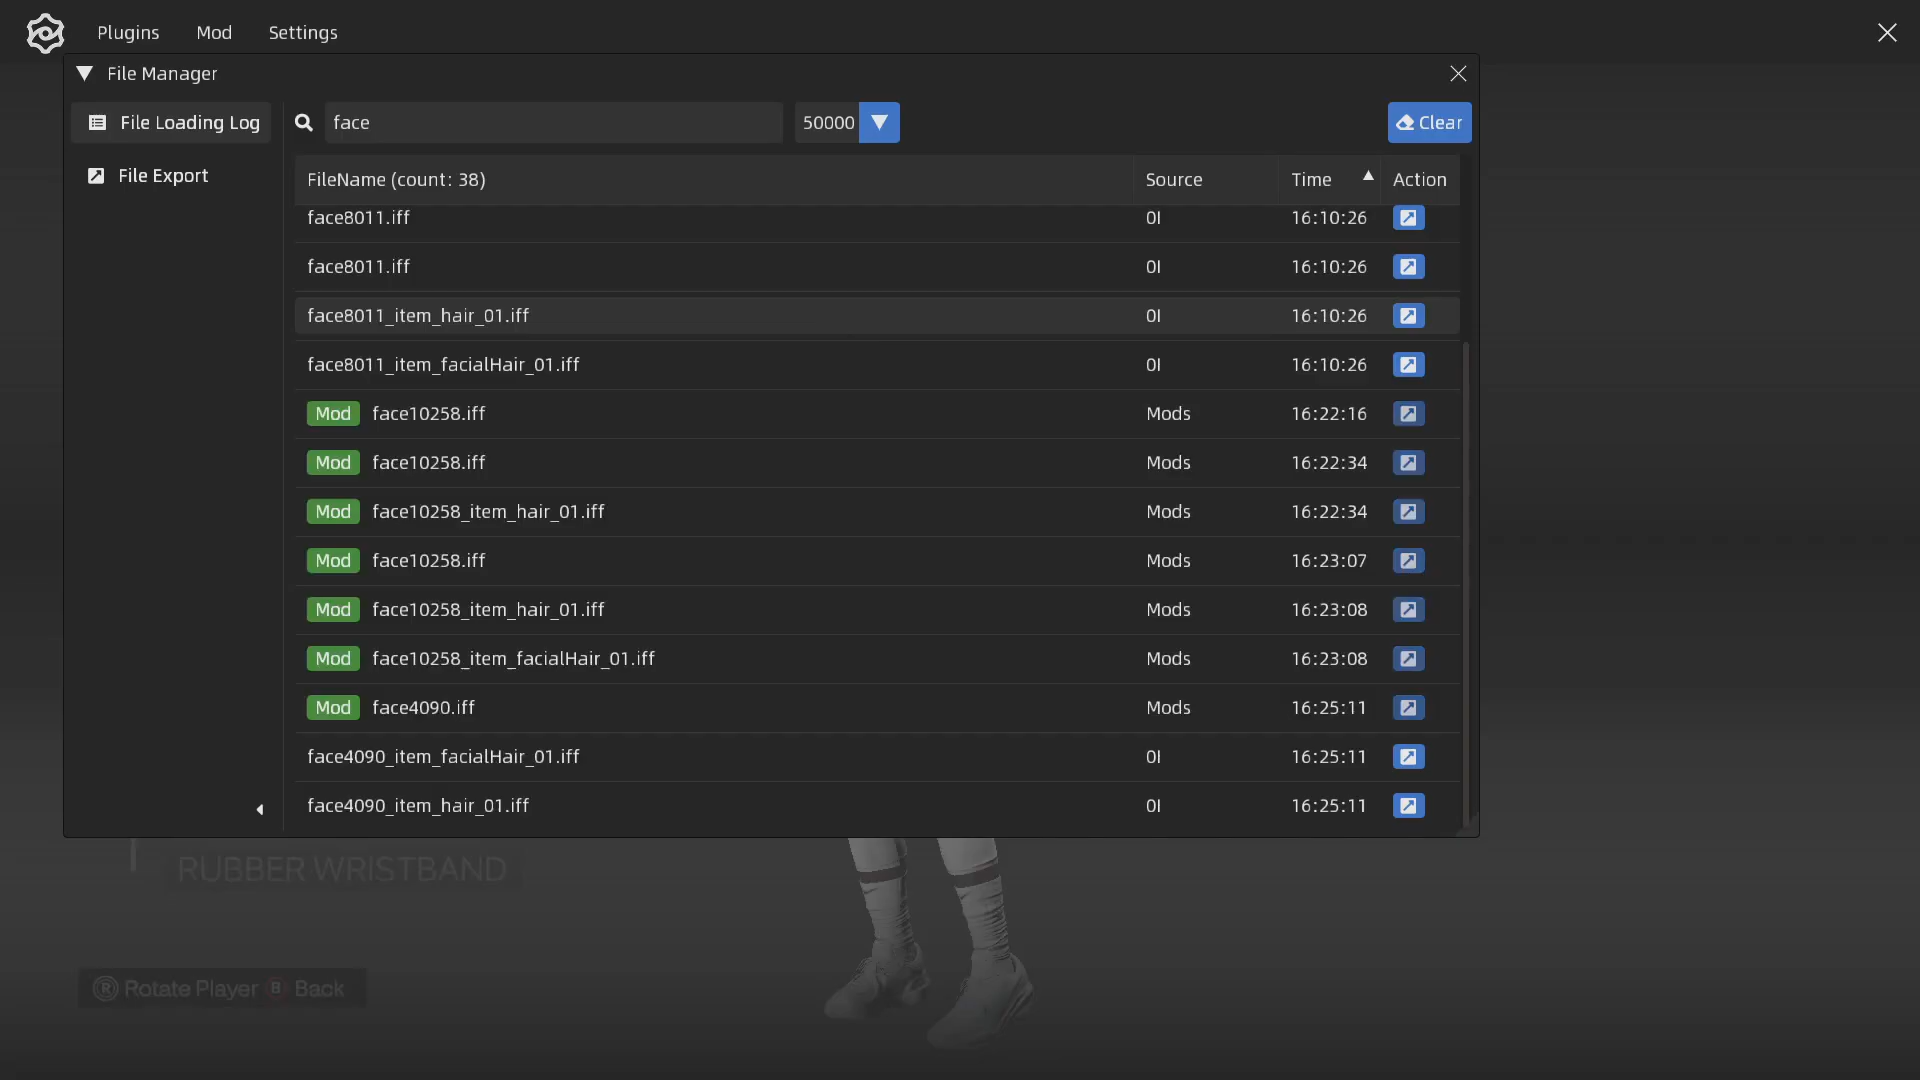 Plugins Mod Settings
File Manager
File Loading Log
face
50000
Clear
File Export
FileName (count: 38) Source Time Action
face8011.iff 0I 16:10:26
face8011.iff 0I 16:10:26
face8011_item_hair_01.iff 0I 16:10:26
face8011_item_facialHair_01.iff 0I 16:10:26
Mod face10258.iff Mods 16:22:16
Mod face10258.iff Mods 16:22:34
Mod face10258_item_hair_01.iff Mods 16:22:34
Mod face10258.iff Mods 16:23:07
Mod face10258_item_hair_01.iff Mods 16:23:08
Mod face10258_item_facialHair_01.iff Mods 16:23:08
Mod face4090.iff Mods 16:25:11
face4090_item_facialHair_01.iff 0I 16:25:11
face4090_item_hair_01.iff 0I 16:25:11
RUBBER WRISTBAND
R Rotate Player B Back